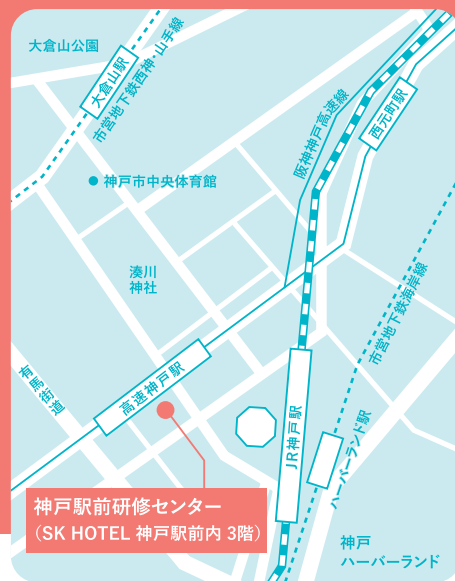 大倉山公園
大倉山駅
市営地下鉄西神・山手線
阪神神戸高速線
西元町駅
神戸市中央体育館
湊川
神社
市営地下鉄海岸線
有馬街道
高速神戸駅
JR神戸駅
ハーバーランド駅
神戸駅前研修センター
（SK HOTEL 神戸駅前内 3階）
神戸
ハーバーランド